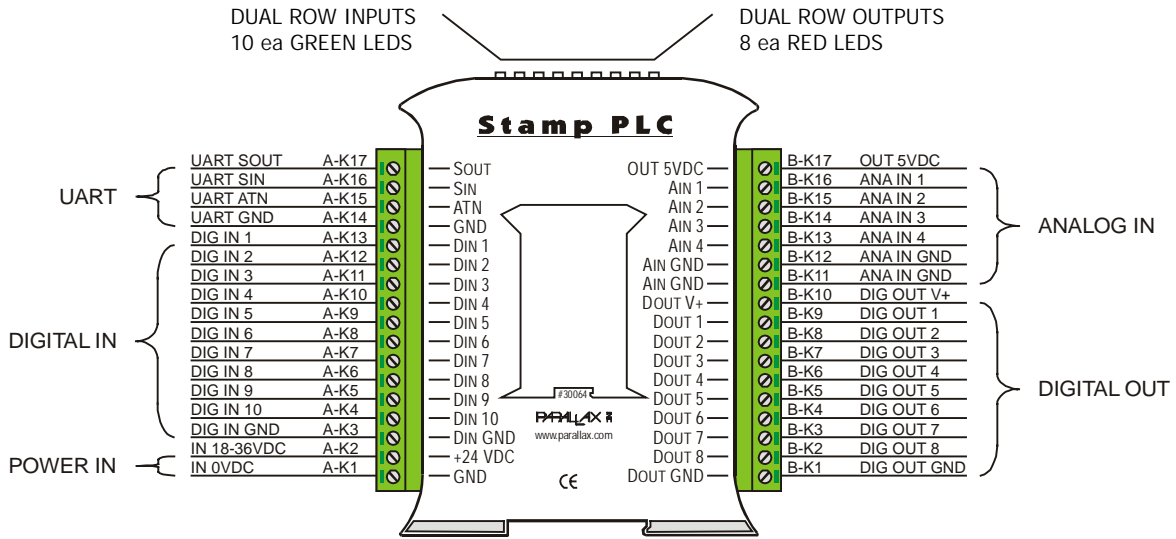 DUAL ROW INPUTS
10 ea GREEN LEDS
DUAL ROW OUTPUTS
8 ea RED LEDS
Stamp PLC
UART
DIGITAL IN
POWER IN
UART SOUT A-K17
UART SIN A-K16
UART ATN A-K15
UART GND A-K14
DIG IN 1 A-K13
DIG IN 2 A-K12
DIG IN 3 A-K11
DIG IN 4 A-K10
DIG IN 5 A-K9
DIG IN 6 A-K8
DIG IN 7 A-K7
DIG IN 8 A-K6
DIG IN 9 A-K5
DIG IN 10 A-K4
DIG IN GND A-K3
IN 18-36VDC A-K2
IN 0VDC A-K1
SOUT
SIN
ATN
GND
DIN 1
DIN 2
DIN 3
DIN 4
DIN 5
DIN 6
DIN 7
DIN 8
DIN 9
DIN 10
DIN GND
+24 VDC
GND
#30064
PARALLAX
www.parallax.com
CE
OUT 5VDC
AIN 1
AIN 2
AIN 3
AIN 4
AIN GND
AIN GND
DOUT V+
DOUT 1
DOUT 2
DOUT 3
DOUT 4
DOUT 5
DOUT 6
DOUT 7
DOUT 8
DOUT GND
B-K17 OUT 5VDC
B-K16 ANA IN 1
B-K15 ANA IN 2
B-K14 ANA IN 3
B-K13 ANA IN 4
B-K12 ANA IN GND
B-K11 ANA IN GND
B-K10 DIG OUT V+
B-K9 DIG OUT 1
B-K8 DIG OUT 2
B-K7 DIG OUT 3
B-K6 DIG OUT 4
B-K5 DIG OUT 5
B-K4 DIG OUT 6
B-K3 DIG OUT 7
B-K2 DIG OUT 8
B-K1 DIG OUT GND
ANALOG IN
DIGITAL OUT